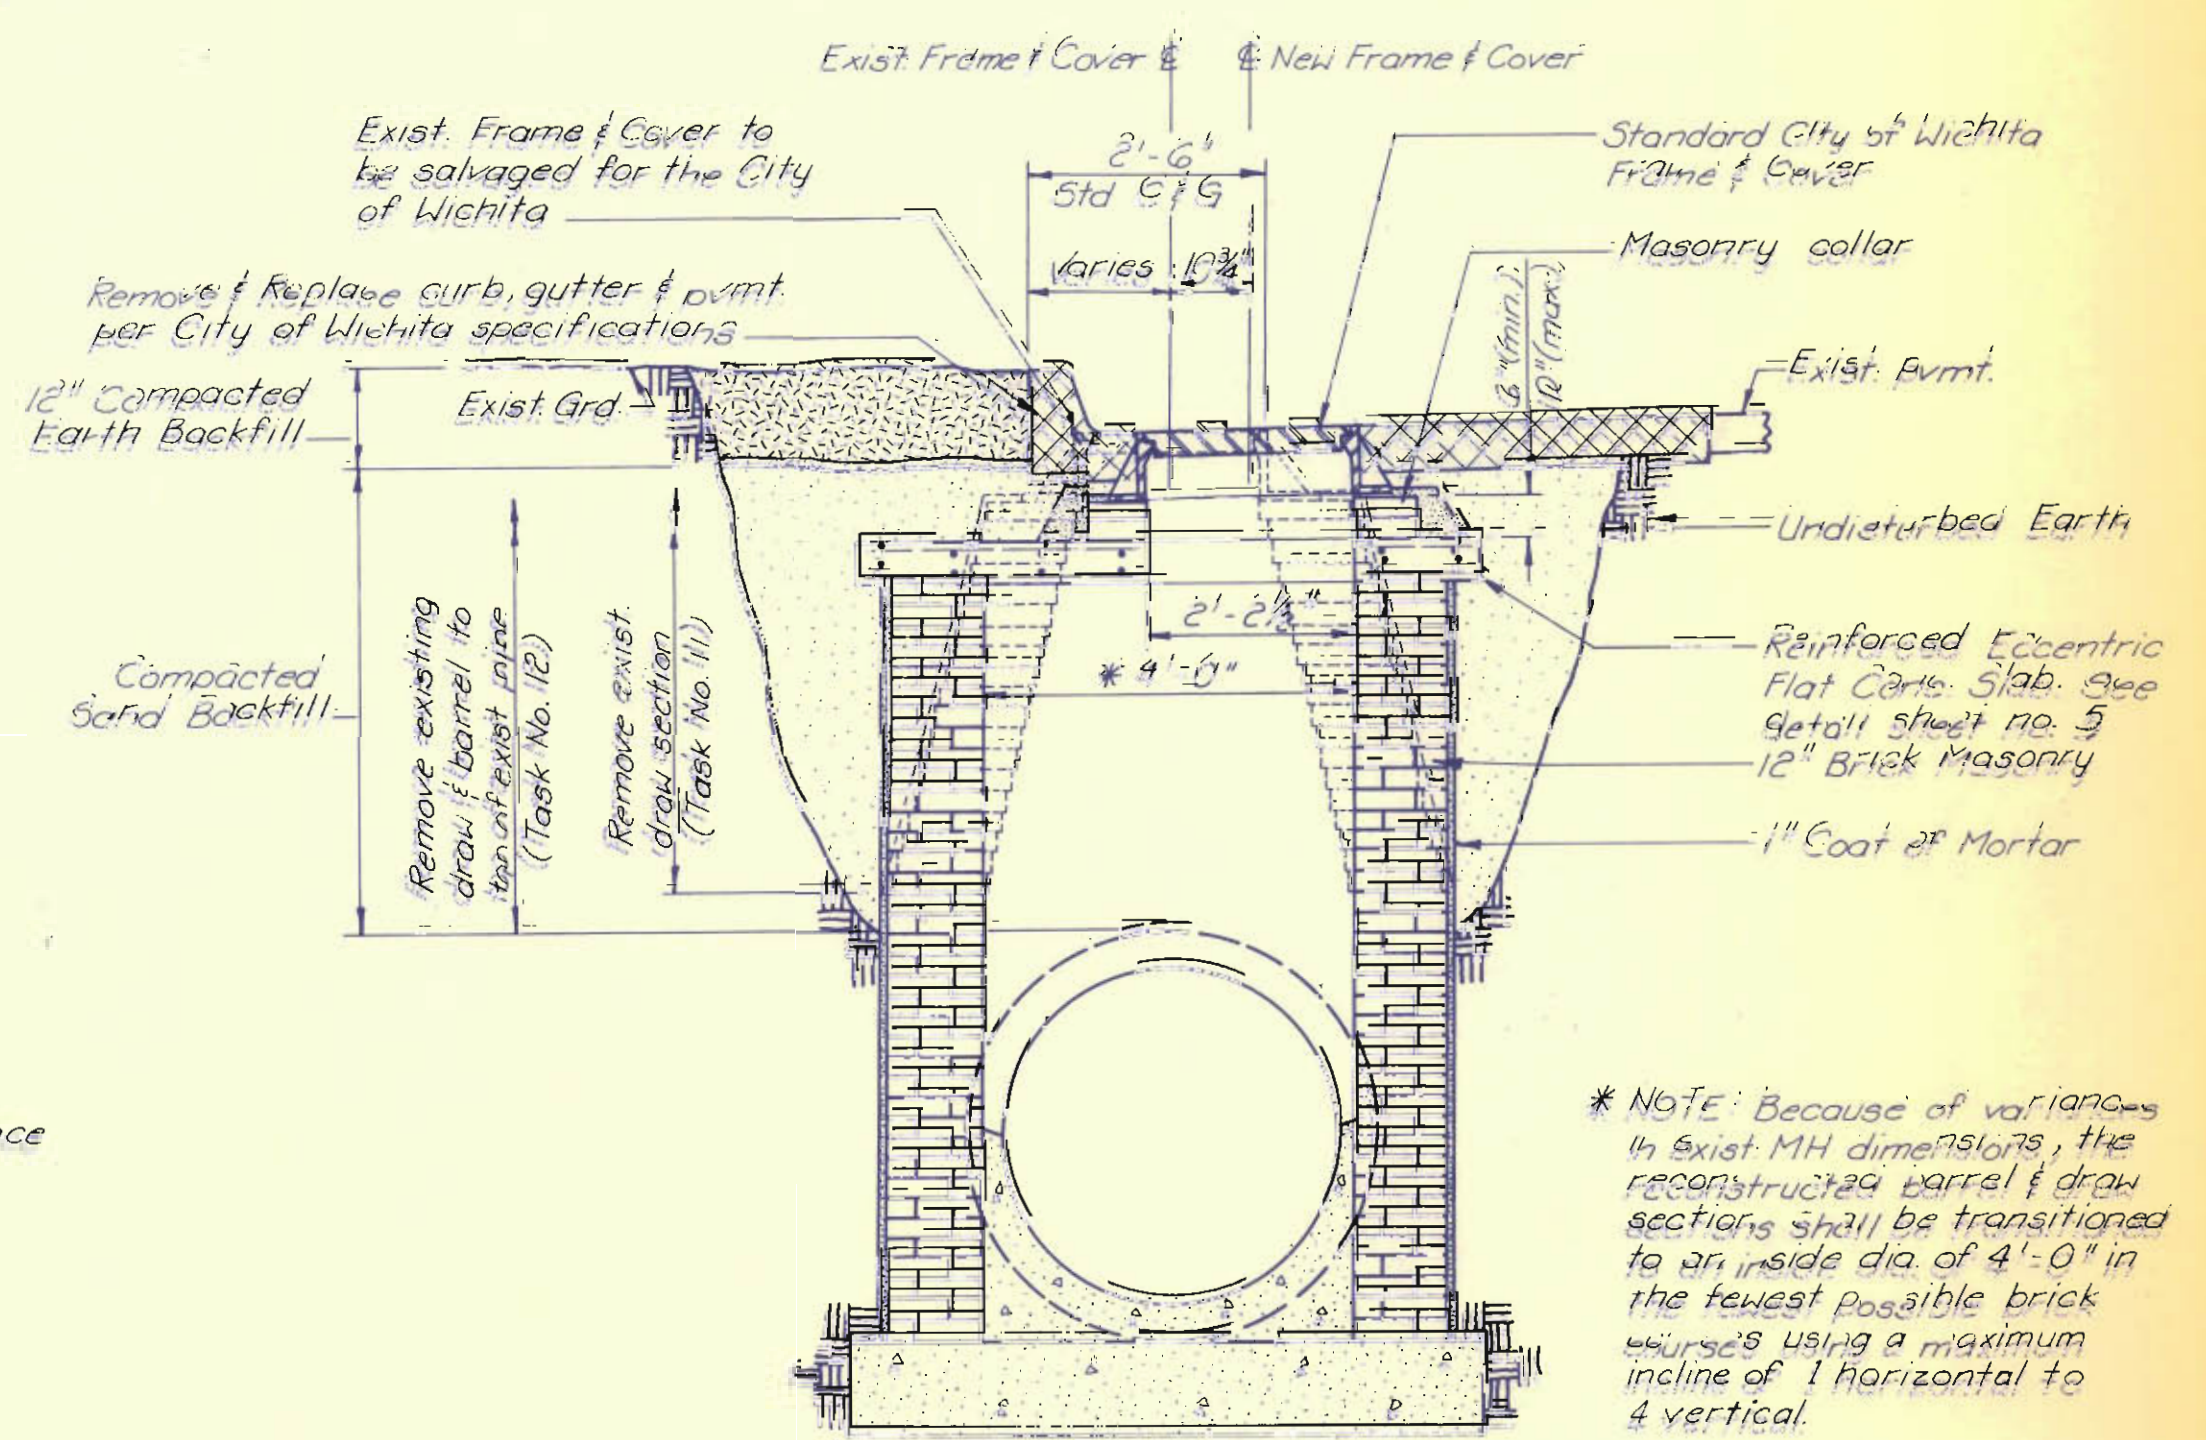 Exist. Frame & Cover ℄
℄ New Frame & Cover
Exist. Frame & Cover to
be salvaged for the City
of Wichita
2'-6"
Std C & G
Varies
10¾"
Standard City of Wichita
Frame & Cover
Masonry collar
Remove & Replace curb, gutter & pvmt.
per City of Wichita specifications
6"(min.)
(max.)
Exist. pvmt.
12" Compacted
Earth Backfill
Exist. Grd.
Undisturbed Earth
Remove existing
draw & barrel to
top of exist pipe
(Task No. 12)
Remove exist.
draw section
(Task No. 11)
2'-2½"
* 4'-0"
Compacted
Sand Backfill
Reinforced Eccentric
Flat Conc. Slab. See
detail sheet no. 5
12" Brick Masonry
1" Coat of Mortar
* NOTE: Because of variances
in exist. MH dimensions, the
reconstructed barrel & draw
sections shall be transitioned
to an inside dia. of 4'-0" in
the fewest possible brick
courses using a maximum
incline of 1 horizontal to
4 vertical.